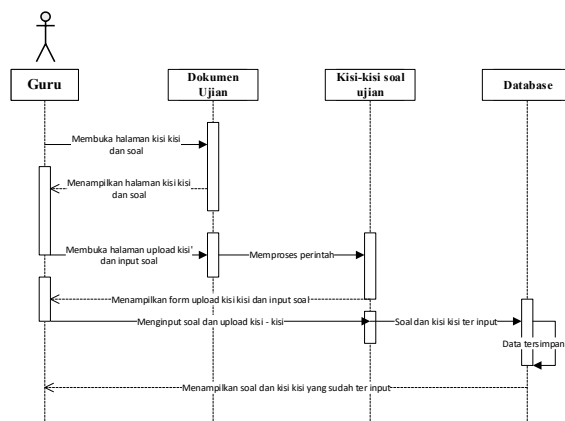 Guru
Dokumen
Ujian
Kisi-kisi soal
ujian
Database
Membuka halaman kisi kisi
dan soal
Menampilkan halaman kisi kisi
dan soal
Membuka halaman upload kisi'
dan input soal
Memproses perintah
Menampilkan form upload kisi kisi dan input soal
Menginput soal dan upload kisi - kisi
Soal dan kisi kisi ter input
Data tersimpan
Menampilkan soal dan kisi kisi yang sudah ter input